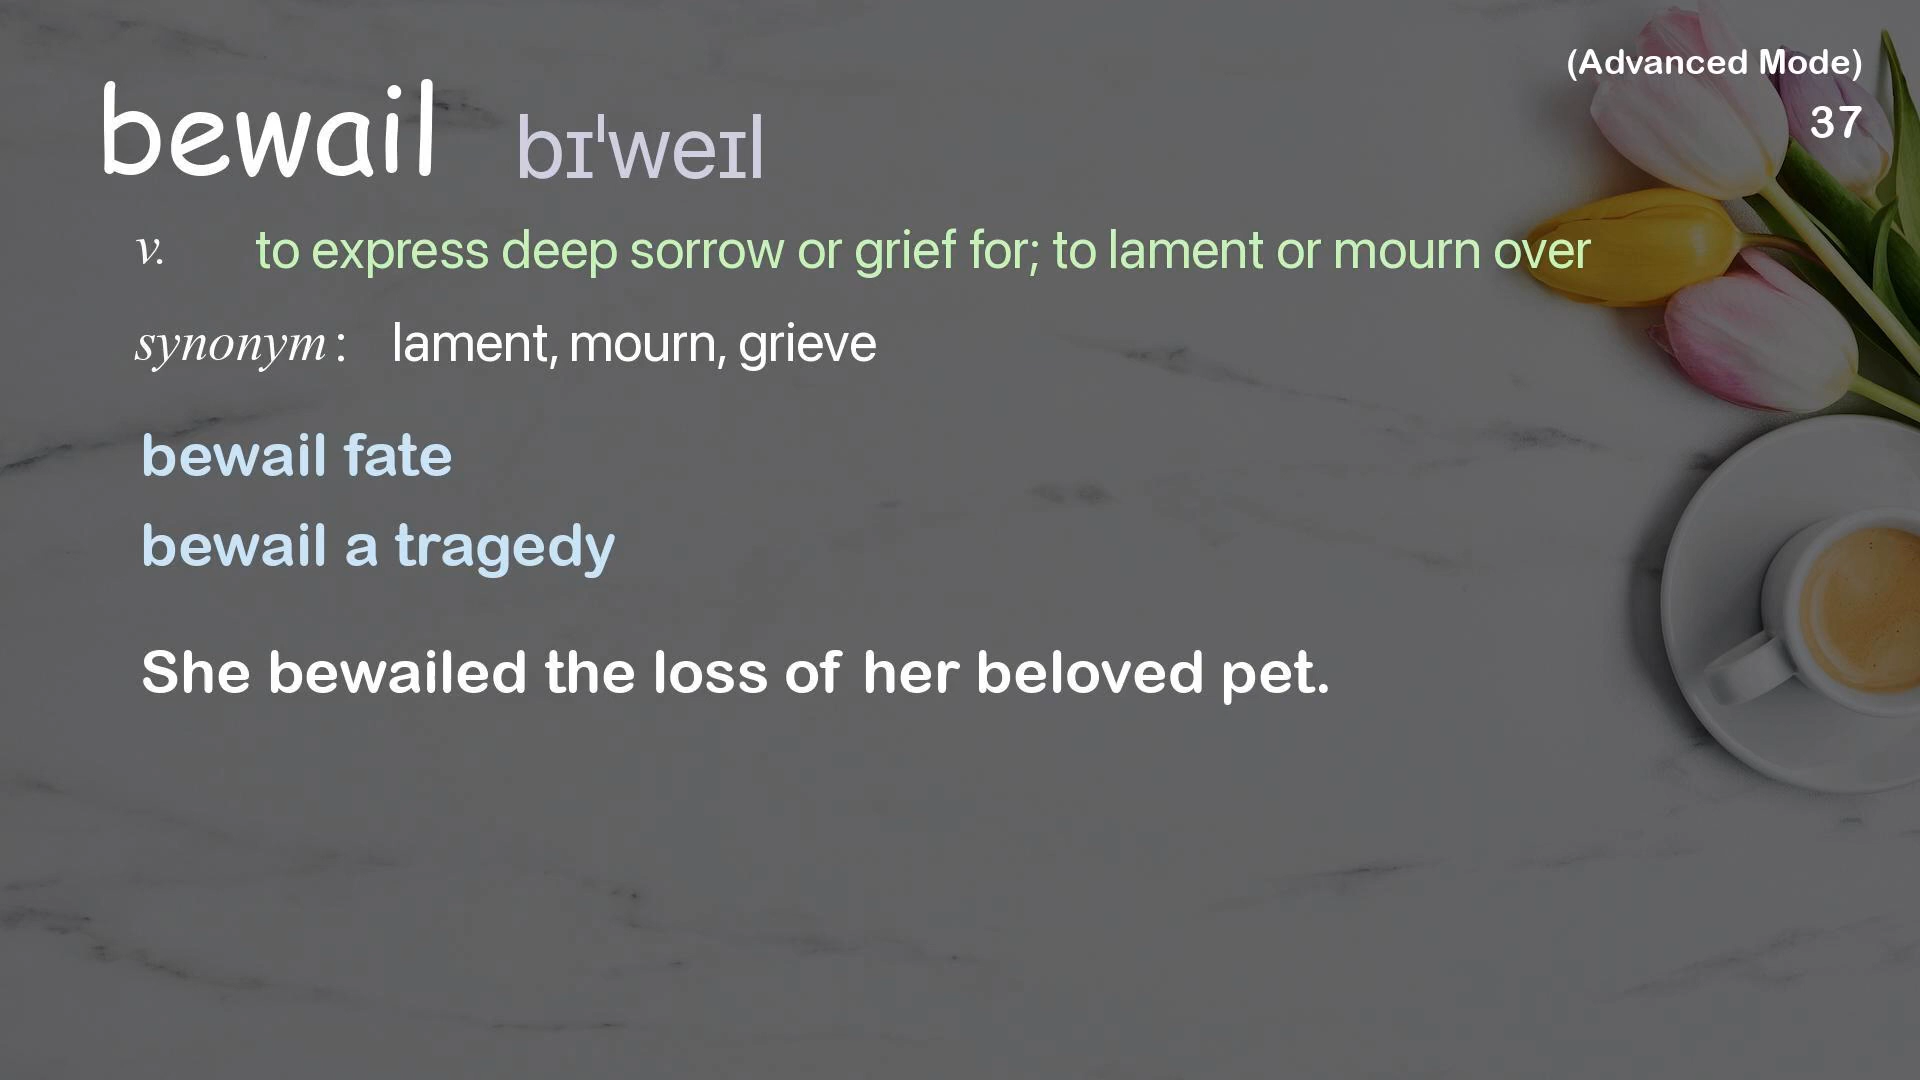 (Advanced Mode)
37
bewail bɪˈweɪl
v. to express deep sorrow or grief for; to lament or mourn over
synonym: lament, mourn, grieve
bewail fate
bewail a tragedy
She bewailed the loss of her beloved pet.